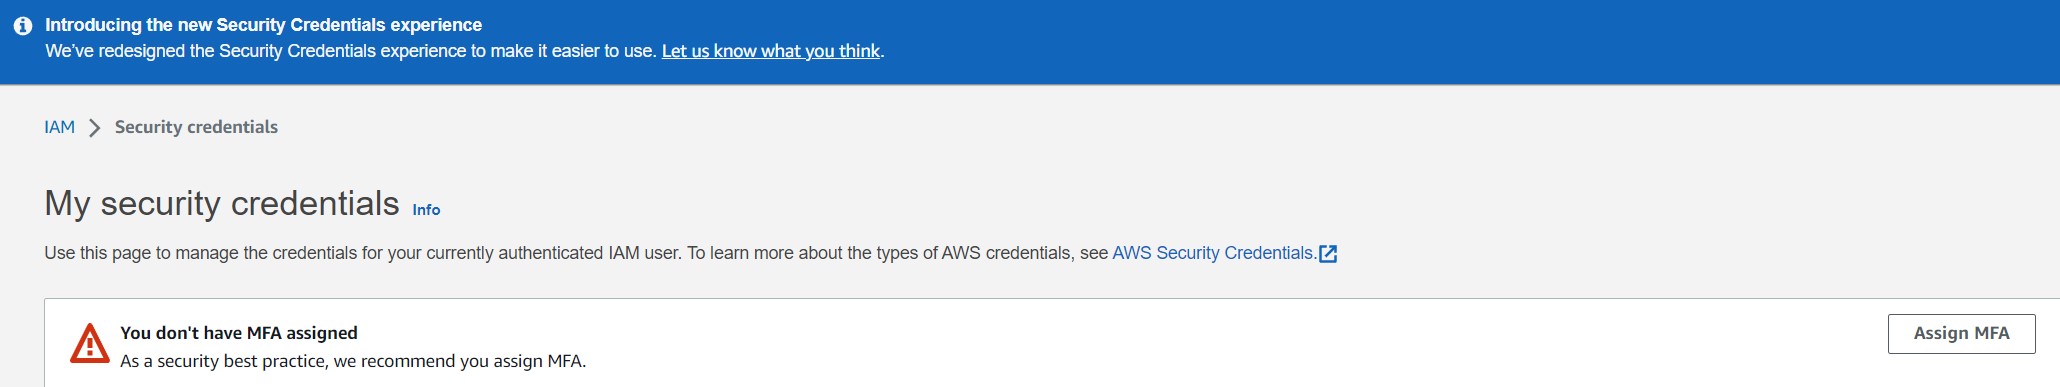 Introducing the new Security Credentials experience
We've redesigned the Security Credentials experience to make it easier to use. Let us know what you think.
IAM > Security credentials
My security credentials Info
Use this page to manage the credentials for your currently authenticated IAM user. To learn more about the types of AWS credentials, see AWS Security Credentials.
You don't have MFA assigned
As a security best practice, we recommend you assign MFA.
Assign MFA